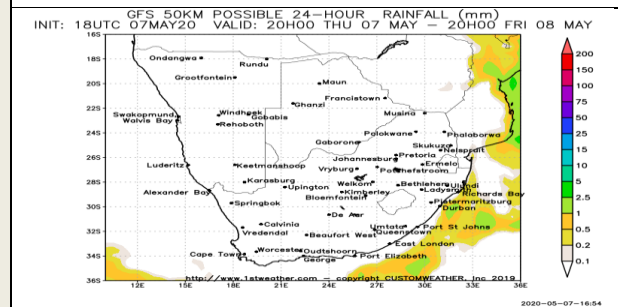 GFS 50KM POSSIBLE 24-HOUR RAINFALL (mm)
INIT: 18UTC 07MAY20 VALID: 20H00 THU 07 MAY - 20H00 FRI 08 MAY
16S
Ondangwa
Rundu
200
150
100
75
50
25
15
10
5
2.5
1
0.5
0.2
0.1
18S
Grootfontein
Maun
20S
Francistown
Ghanzi
22S
Windhoek
Gobabis
Musina
Swakopmund
Walvis Bay
Rehoboth
24S
Polokwane
Phalaborwa
Gaborone
Skukuza
Pretoria
Nelspruit
26S
Johannesburg
Luderitz
Keetmanshoop
Vryburg
Potchefstroom
Ermelo
28S
Karasburg
Upington
Welkom
Bethlehem
Ulundi
Alexander Bay
Kimberley
Ladysmith
Richards Bay
Bloemfontein
Springbok
Pietermaritzburg
Durban
30S
De Aar
Calvinia
Umtata
Port St Johns
Vredendal
Beaufort West
Queenstown
32S
East London
Worcester
Oudtshoorn
34S
Cape Town
George
Port Elizabeth
http://www.1stweather.com - copyright CUSTOMWEATHER, Inc 2019
36S
12E
15E
18E
21E
24E
27E
30E
33E
36E
2020-05-07-16:54